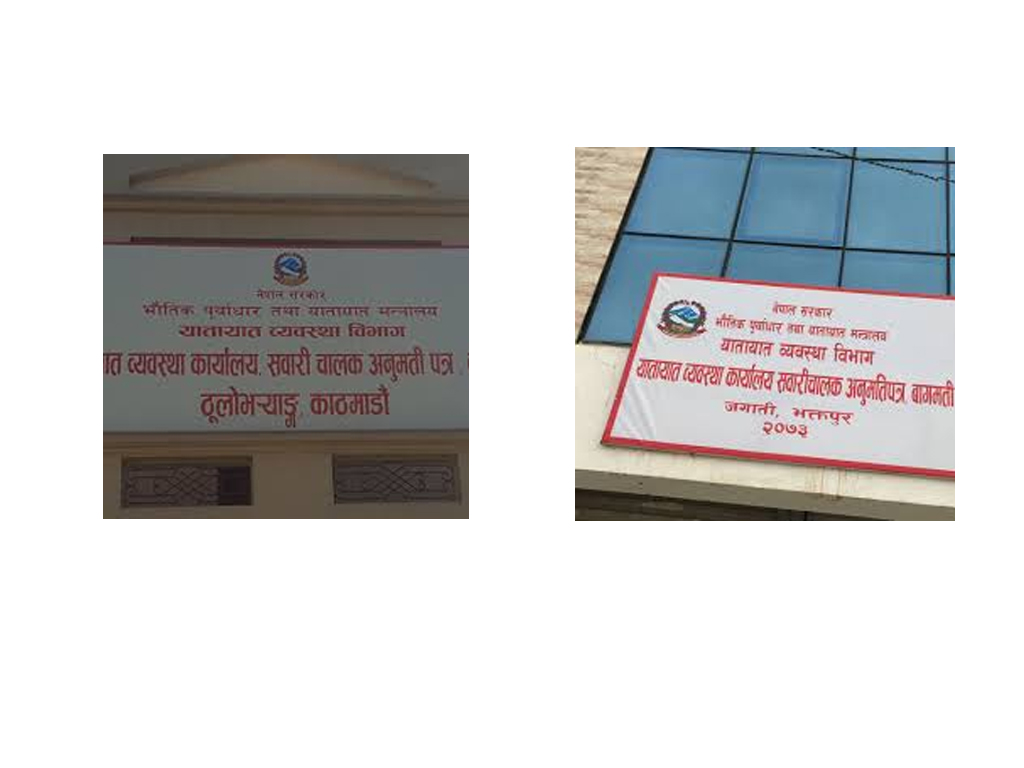 नेपाल सरकार
भौतिक पूर्वाधार तथा यातायात मन्त्रालय
यातायात व्यवस्था विभाग
यात व्यवस्था कार्यालय, सवारी चालक अनुमती पत्र,
ठूलोभर्‍याङ्ग, काठमाडौं
नेपाल सरकार
भौतिक पूर्वाधार तथा यातायात मन्त्रालय
यातायात व्यवस्था विभाग
यातायात व्यवस्था कार्यालय सवारीचालक अनुमतिपत्र, बागमती
जगाती, भक्तपुर
२०७३